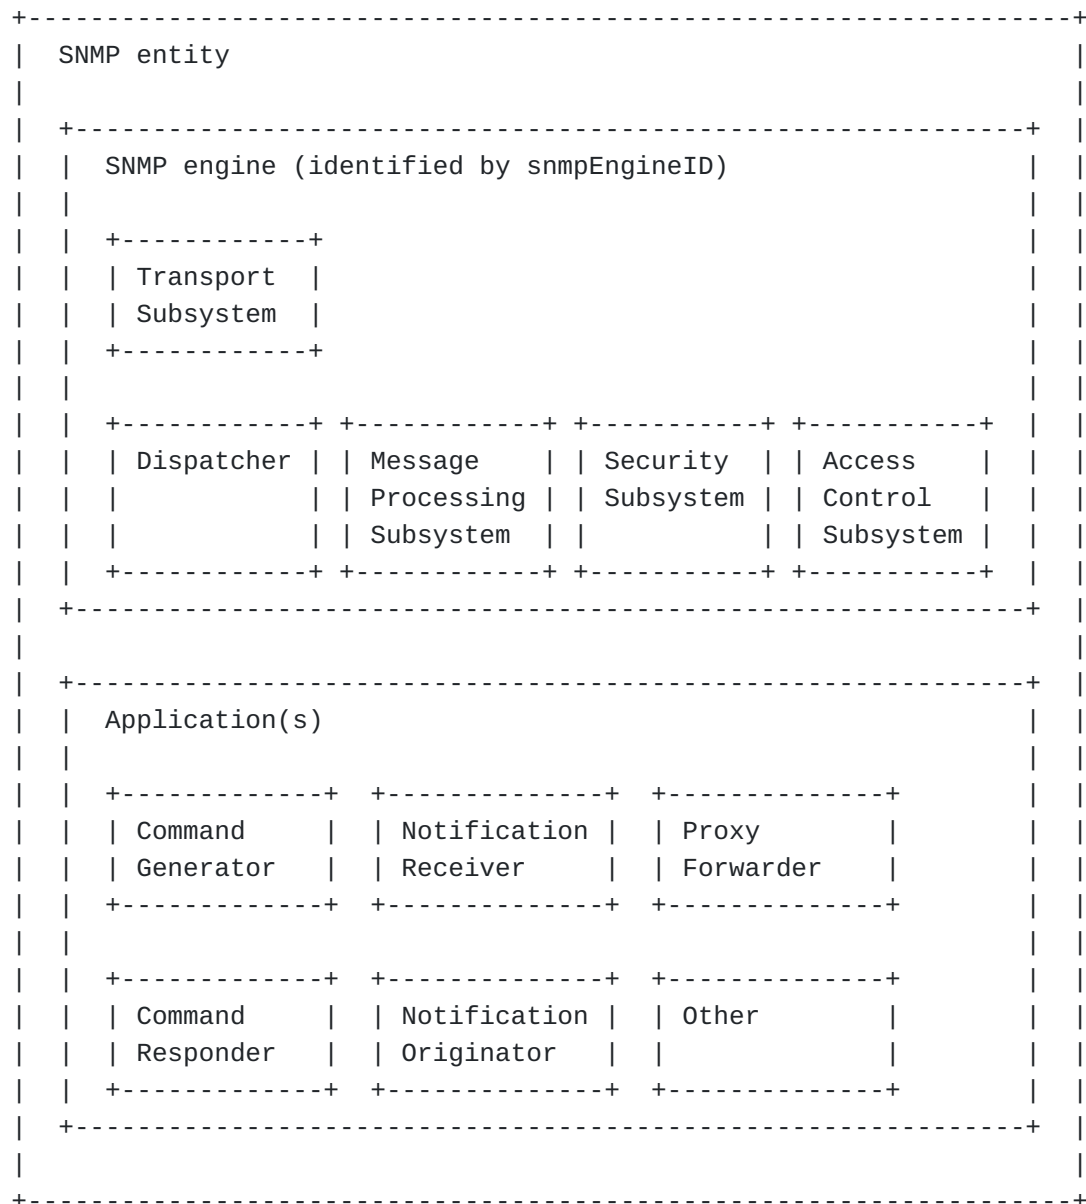 SNMP entity
SNMP engine (identified by snmpEngineID)
Transport
Subsystem
Dispatcher
Message
Processing
Subsystem
Security
Subsystem
Access
Control
Subsystem
Application(s)
Command
Generator
Notification
Receiver
Proxy
Forwarder
Command
Responder
Notification
Originator
Other